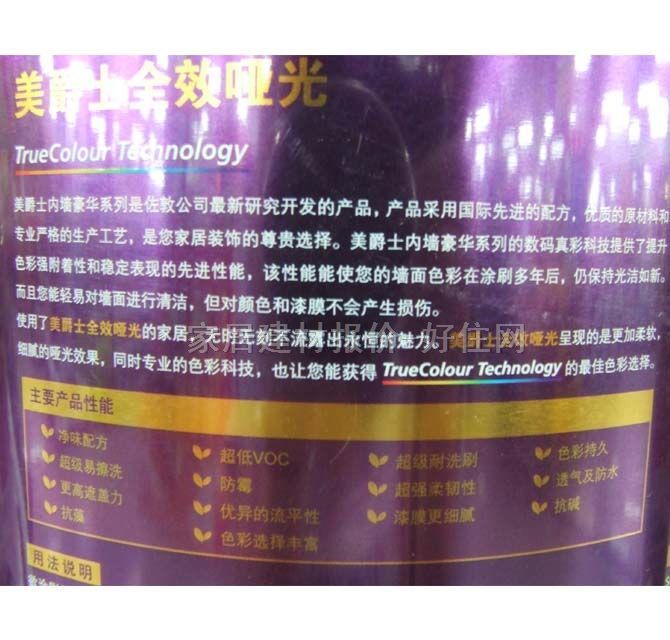 美爵士全效哑光
TrueColour Technology
美爵士内墙豪华系列是佐敦公司最新研究开发的产品，产品采用国际先进的配方，优质的原材料和
专业严格的生产工艺，是您家居装饰的尊贵选择。美爵士内墙豪华系列的数码真彩科技提供了提升
色彩强附着性和稳定表现的先进性能，该性能能使您的墙面色彩在涂刷多年后，仍保持光洁如新。
而且您能轻易对墙面进行清洁，但对颜色和漆膜不会产生损伤。
使用了美爵士全效哑光的家居，无时无刻不流露出永恒的魅力。美爵士全效哑光呈现的是更加柔软，
家居建材报价 好住网
细腻的哑光效果，同时专业的色彩科技，也让您能获得 TrueColour Technology 的最佳色彩选择。
主要产品性能
净味配方 超低VOC 超级耐洗刷 色彩持久
超级易擦洗 防霉 超强柔韧性 透气及防水
更高遮盖力 优异的流平性 漆膜更细腻 抗碱
抗藻 色彩选择丰富
用法说明